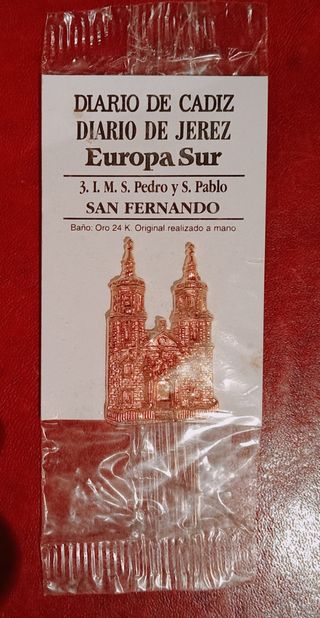 DIARIO DE CADIZ
DIARIO DE JEREZ
Europa Sur
3. I. M. S. Pedro y S. Pablo
SAN FERNANDO
Baño: Oro 24 K. Original realizado a mano